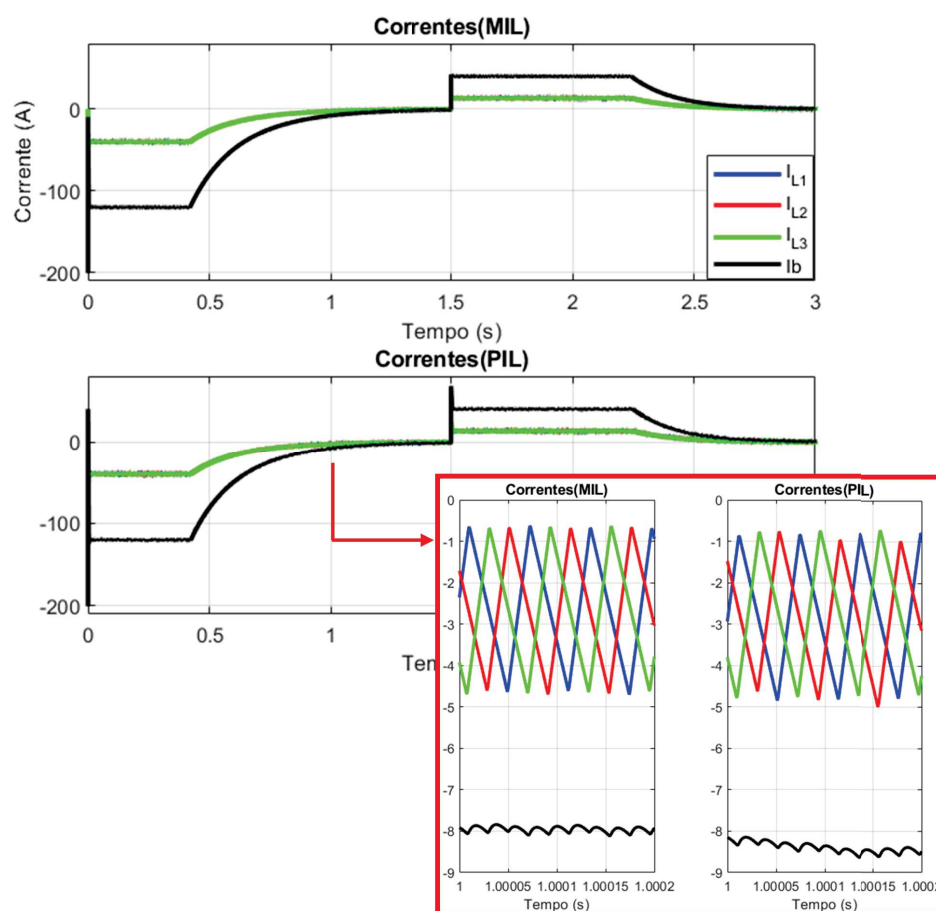 Correntes(MIL)
Corrente (A)
0
-100
-200
0 0.5 1 1.5 2 2.5 3
Tempo (s)
I_L1
I_L2
I_L3
Ib
Correntes(PIL)
0
-100
-200
0 0.5 1
Tem
Correntes(MIL)
0
-1
-2
-3
-4
-5
-6
-7
-8
-9
1 1.00005 1.0001 1.00015 1.0002
Tempo (s)
Correntes(PIL)
0
-1
-2
-3
-4
-5
-6
-7
-8
-9
1 1.00005 1.0001 1.00015 1.000
Tempo (s)